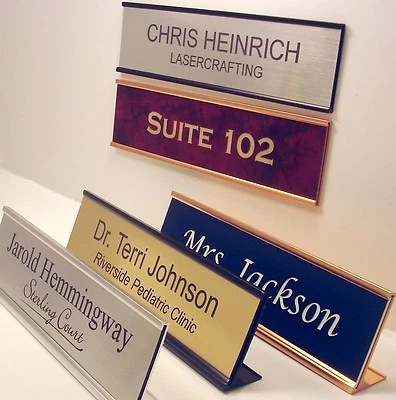 CHRIS HEINRICH
LASERCRAFTING
SUITE 102
Mrs. Jackson
Dr. Terri Johnson
Riverside Pediatric Clinic
Jarold Hemmingway
Sterling Court